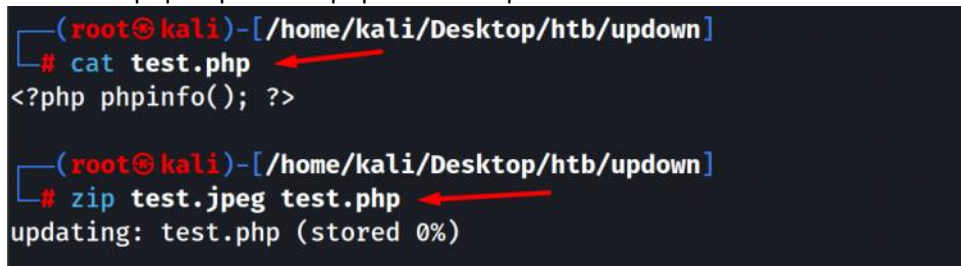 ┌──(root㉿kali)-[/home/kali/Desktop/htb/updown]
└─# cat test.php
<?php phpinfo(); ?>
┌──(root㉿kali)-[/home/kali/Desktop/htb/updown]
└─# zip test.jpeg test.php
updating: test.php (stored 0%)